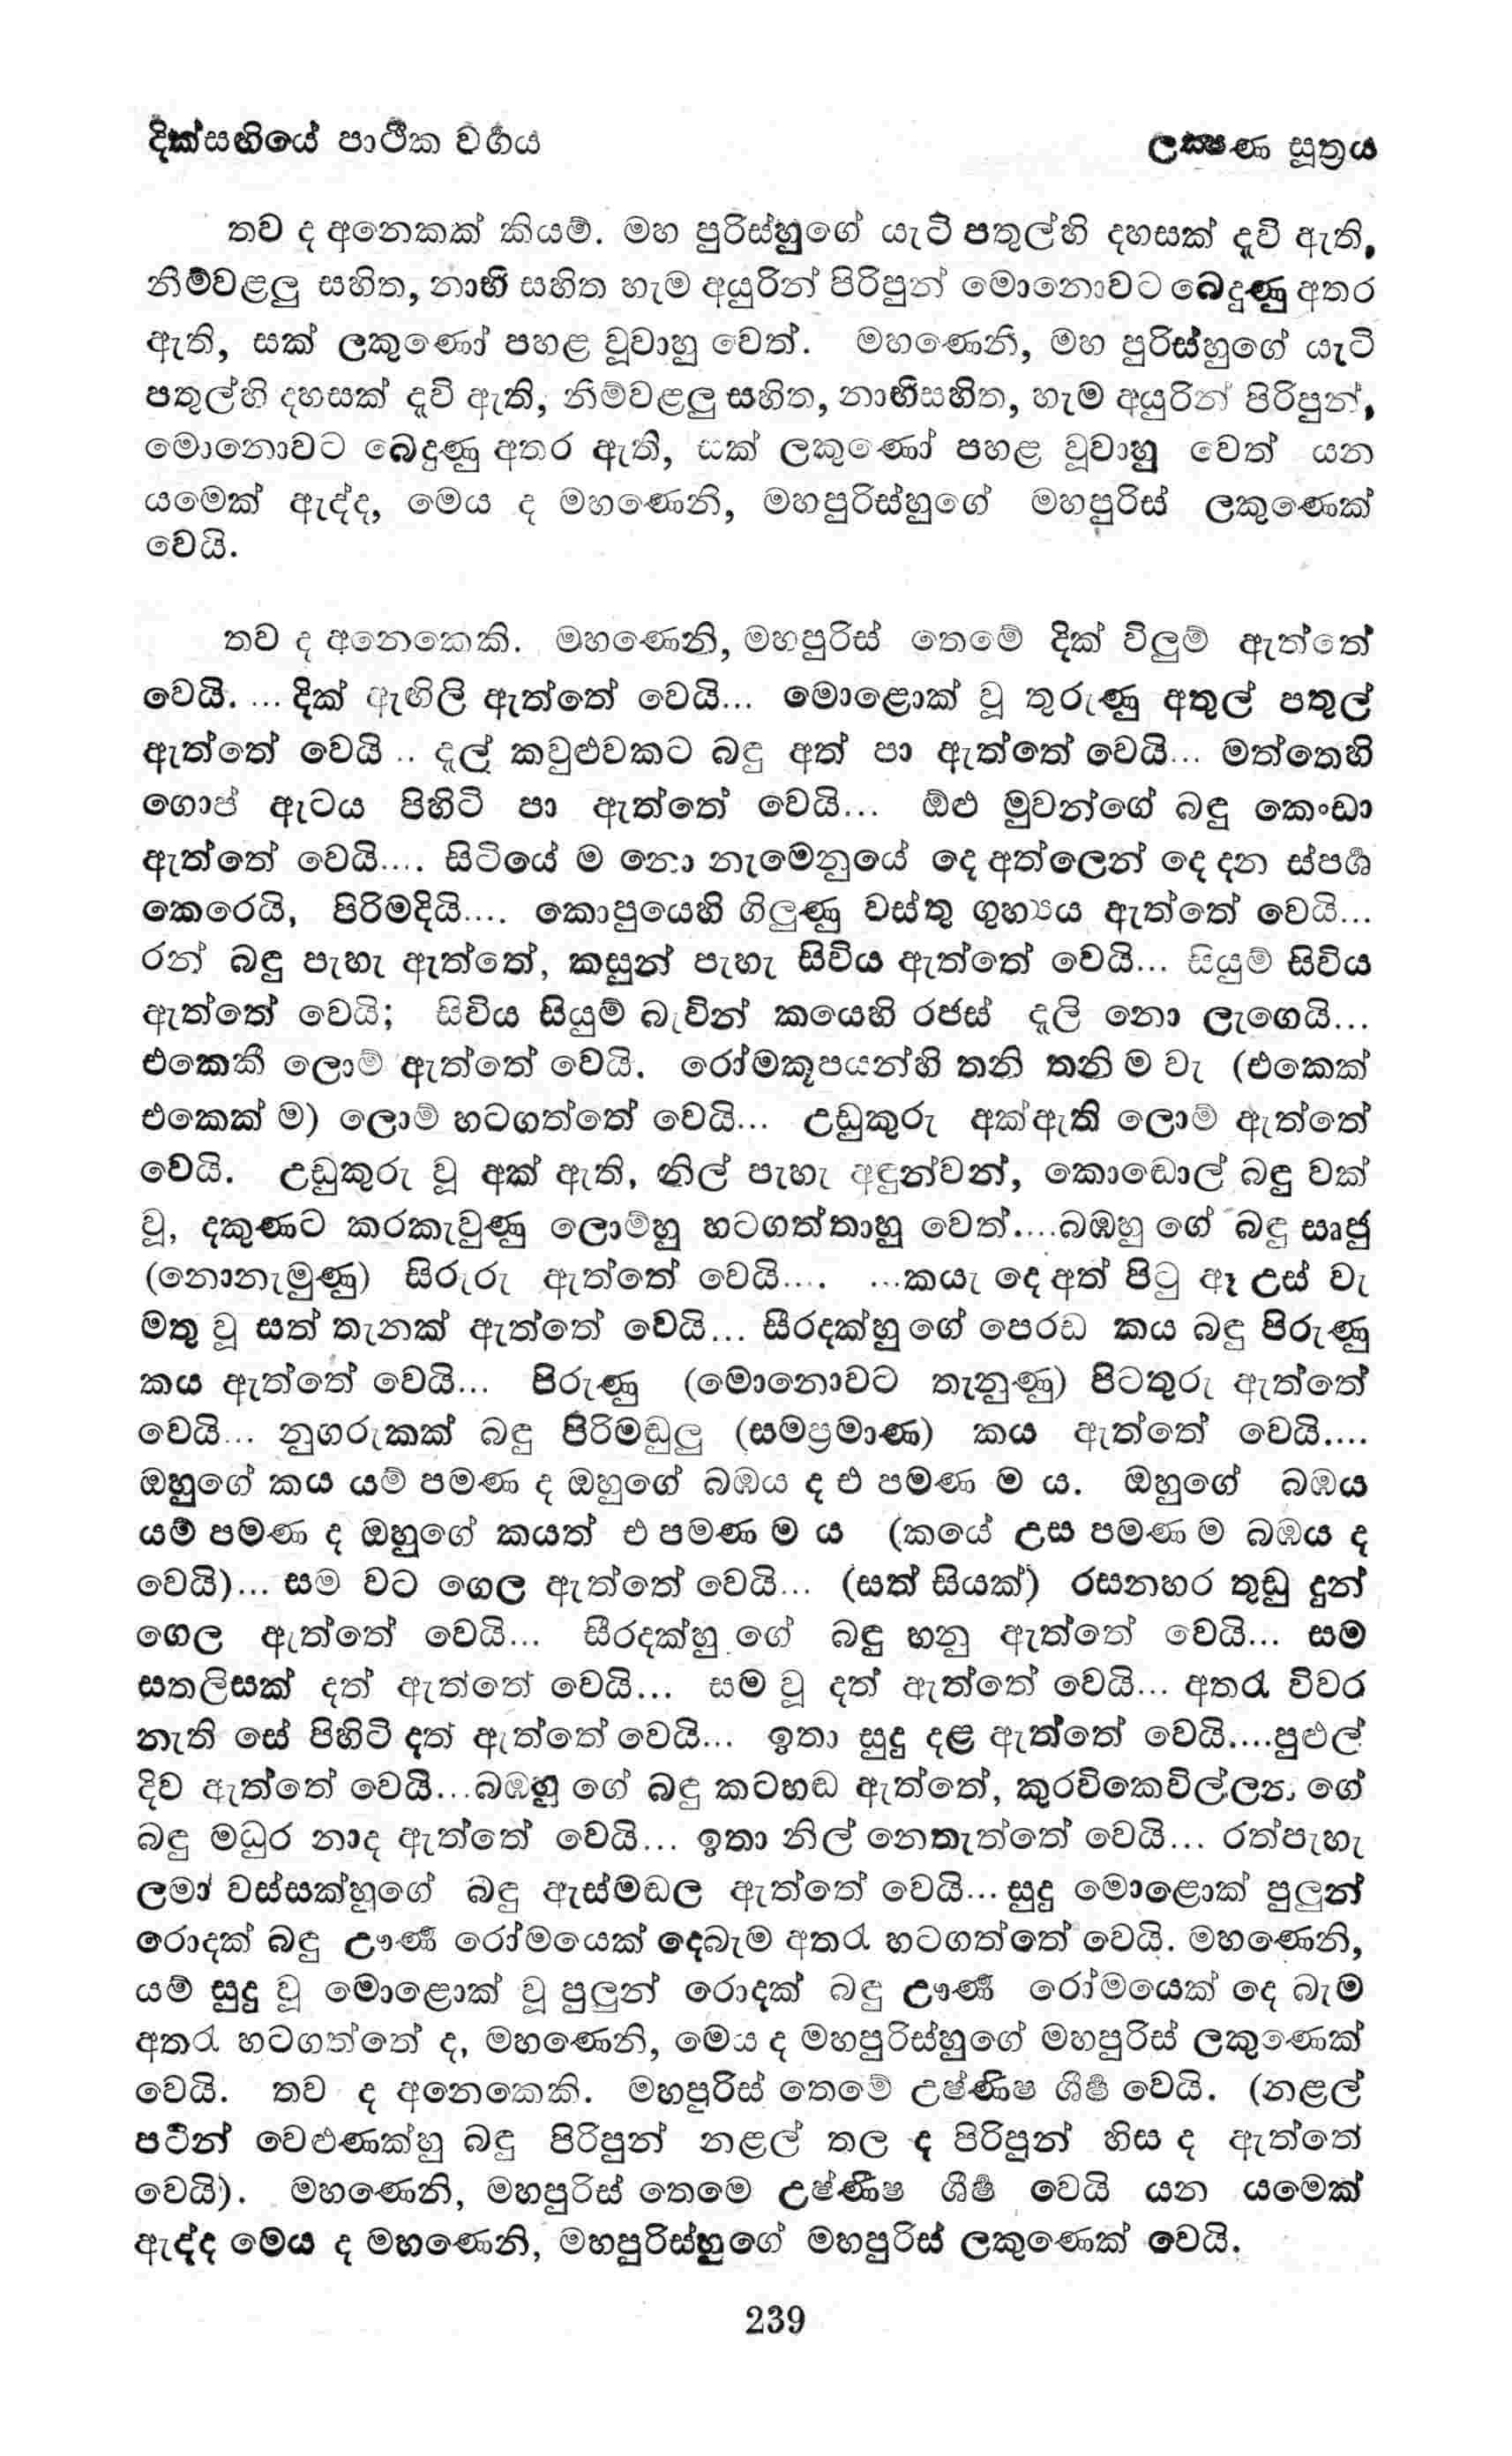 දික්සඟියේ පාර්ථික වර්ගය
ලක්ෂණ සූත්‍රය
තව ද අනෙකක් කියම්. මහ පුරිස්හුගේ යැටි පතුල්හි දහසක් දැවි ඇති,
නිම්වළලු සහිත, නාභි සහිත හැම අයුරින් පිරිපුන් මොනොවට බෙදුණු අතර
ඇති, සක් ලකුණෝ පහළ වූවාහු වෙත්. මහණෙනි, මහ පුරිස්හුගේ යැටි
පතුල්හි දහසක් දැවි ඇති, නිම්වළලු සහිත, නාභිසහිත, හැම අයුරින් පිරිපුන්,
මොනොවට බෙදුණු අතර ඇති, සක් ලකුණෝ පහළ වූවාහු වෙත් යන
යමෙක් ඇද්ද, මෙය ද මහණෙනි, මහපුරිස්හුගේ මහපුරිස් ලකුණෙක්
වෙයි.
තව ද අනෙකෙකි. මහණෙනි, මහපුරිස් තෙමේ දික් විලුම් ඇත්තේ
වෙයි. ... දික් ඇඟිලි ඇත්තේ වෙයි... මොළොක් වූ තුරුණු අතුල් පතුල්
ඇත්තේ වෙයි .. දැල් කවුළුවකට බඳු අත් පා ඇත්තේ වෙයි... මත්තෙහි
ගොප් ඇටය පිහිටි පා ඇත්තේ වෙයි... ඕළු මුවන්ගේ බඳු කෙංඩා
ඇත්තේ වෙයි.... සිටියේ ම නො නැමෙනුයේ දෙ අත්ලෙන් දෙ දන ස්පර්ශ
කෙරෙයි, පිරිමදියි.... කොපුයෙහි ගිලුණු වස්තු ගුහ්‍යය ඇත්තේ වෙයි...
රන් බඳු පැහැ ඇත්තේ, කසුන් පැහැ සිවිය ඇත්තේ වෙයි... සියුම් සිවිය
ඇත්තේ වෙයි; සිවිය සියුම් බැවින් කයෙහි රජස් දැලි නො ලැගෙයි...
එකෙකී ලොම් ඇත්තේ වෙයි. රෝමකූපයන්හි තනි තනි ම වැ (එකෙක්
එකෙක් ම) ලොම් හටගත්තේ වෙයි... උඩුකුරු අක්ඇති ලොම් ඇත්තේ
වෙයි. උඩුකුරු වූ අක් ඇති, නිල් පැහැ අඳුන්වන්, කොඬොල් බඳු වක්
වූ, දකුණට කරකැවුණු ලොම්හු හටගත්තාහු වෙත්....බඹහු ගේ බඳු සෘජු
(නොනැමුණු) සිරුරු ඇත්තේ වෙයි.... ...කයැ දෙ අත් පිටු ඈ උස් වැ
මතු වූ සත් තැනක් ඇත්තේ වෙයි... සීරදක්හු ගේ පෙරඩ කය බඳු පිරුණු
කය ඇත්තේ වෙයි... පිරුණු (මොනොවට තැනුණු) පිටතුරු ඇත්තේ
වෙයි... නුගරුකක් බඳු පිරිමඬුලු (සමප්‍රමාණ) කය ඇත්තේ වෙයි....
ඔහුගේ කය යම් පමණ ද ඔහුගේ බඹය ද එ පමණ ම ය. ඔහුගේ බඹය
යම් පමණ ද ඔහුගේ කයත් එ පමණ ම ය (කයේ උස පමණ ම බඹය ද
වෙයි)... සම වට ගෙල ඇත්තේ වෙයි... (සත් සියක්) රසනහර තුඩු දුන්
ගෙල ඇත්තේ වෙයි... සීරදක්හු ගේ බඳු හනු ඇත්තේ වෙයි... සම
සතලිසක් දත් ඇත්තේ වෙයි... සම වූ දත් ඇත්තේ වෙයි... අතරැ විවර
නැති සේ පිහිටි දත් ඇත්තේ වෙයි... ඉතා සුදු දළ ඇත්තේ වෙයි....පුළුල්
දිව ඇත්තේ වෙයි...බඹහු ගේ බඳු කටහඬ ඇත්තේ, කුරවිකෙවිල්ල්‍යා ගේ
බඳු මධුර නාද ඇත්තේ වෙයි... ඉතා නිල් නෙතැත්තේ වෙයි... රත්පැහැ
ලමා වස්සක්හුගේ බඳු ඇස්මඬල ඇත්තේ වෙයි... සුදු මොළොක් පුලුන්
රොදක් බඳු ඌර්ණ රෝමයෙක් දෙබැම අතරැ හටගත්තේ වෙයි. මහණෙනි,
යම් සුදු වූ මොළොක් වූ පුලුන් රොදක් බඳු ඌර්ණ රෝමයෙක් දෙ බැම
අතරැ හටගත්තේ ද, මහණෙනි, මෙය ද මහපුරිස්හුගේ මහපුරිස් ලකුණෙක්
වෙයි. තව ද අනෙකෙකි. මහපුරිස් තෙමේ උෂ්ණීෂ ශීර්ෂ වෙයි. (නළල්
පටින් වෙළුණක්හු බඳු පිරිපුන් නළල් තල ද පිරිපුන් හිස ද ඇත්තේ
වෙයි). මහණෙනි, මහපුරිස් තෙමෙ උෂ්ණීෂ ශීර්ෂ වෙයි යන යමෙක්
ඇද්ද මෙය ද මහණෙනි, මහපුරිස්හුගේ මහපුරිස් ලකුණෙක් වෙයි.
239